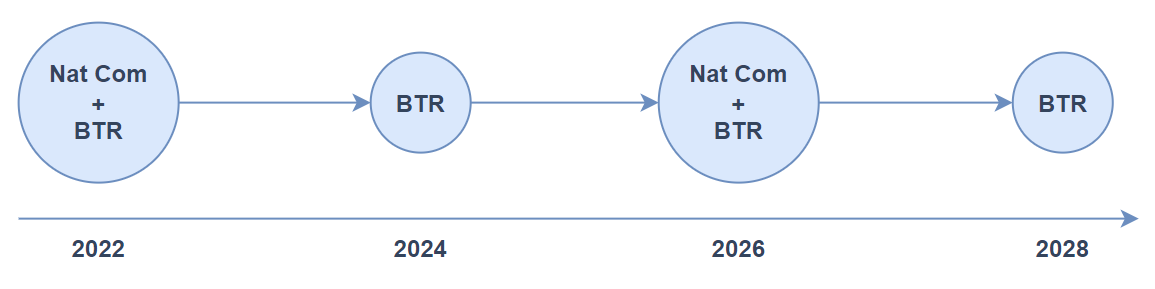 Nat Com
+
BTR
BTR
Nat Com
+
BTR
BTR
2022
2024
2026
2028